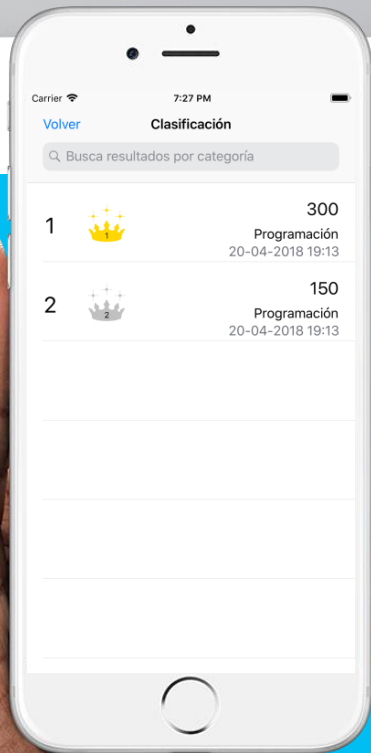 Carrier 7:27 PM
Volver Clasificación
Busca resultados por categoría
1 1 300
Programación
20-04-2018 19:13
2 2 150
Programación
20-04-2018 19:13